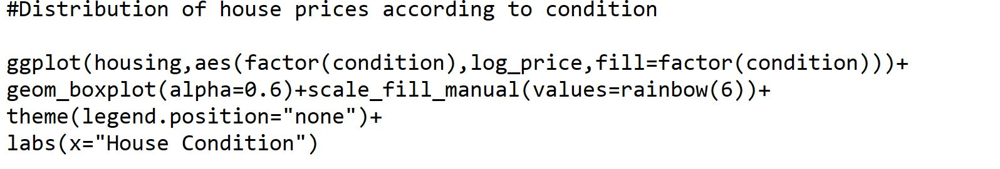 #Distribution of house prices according to condition
ggplot(housing,aes(factor(condition),log_price,fill=factor(condition)))+
geom_boxplot(alpha=0.6)+scale_fill_manual(values=rainbow(6))+
theme(legend.position="none")+
labs(x="House Condition")